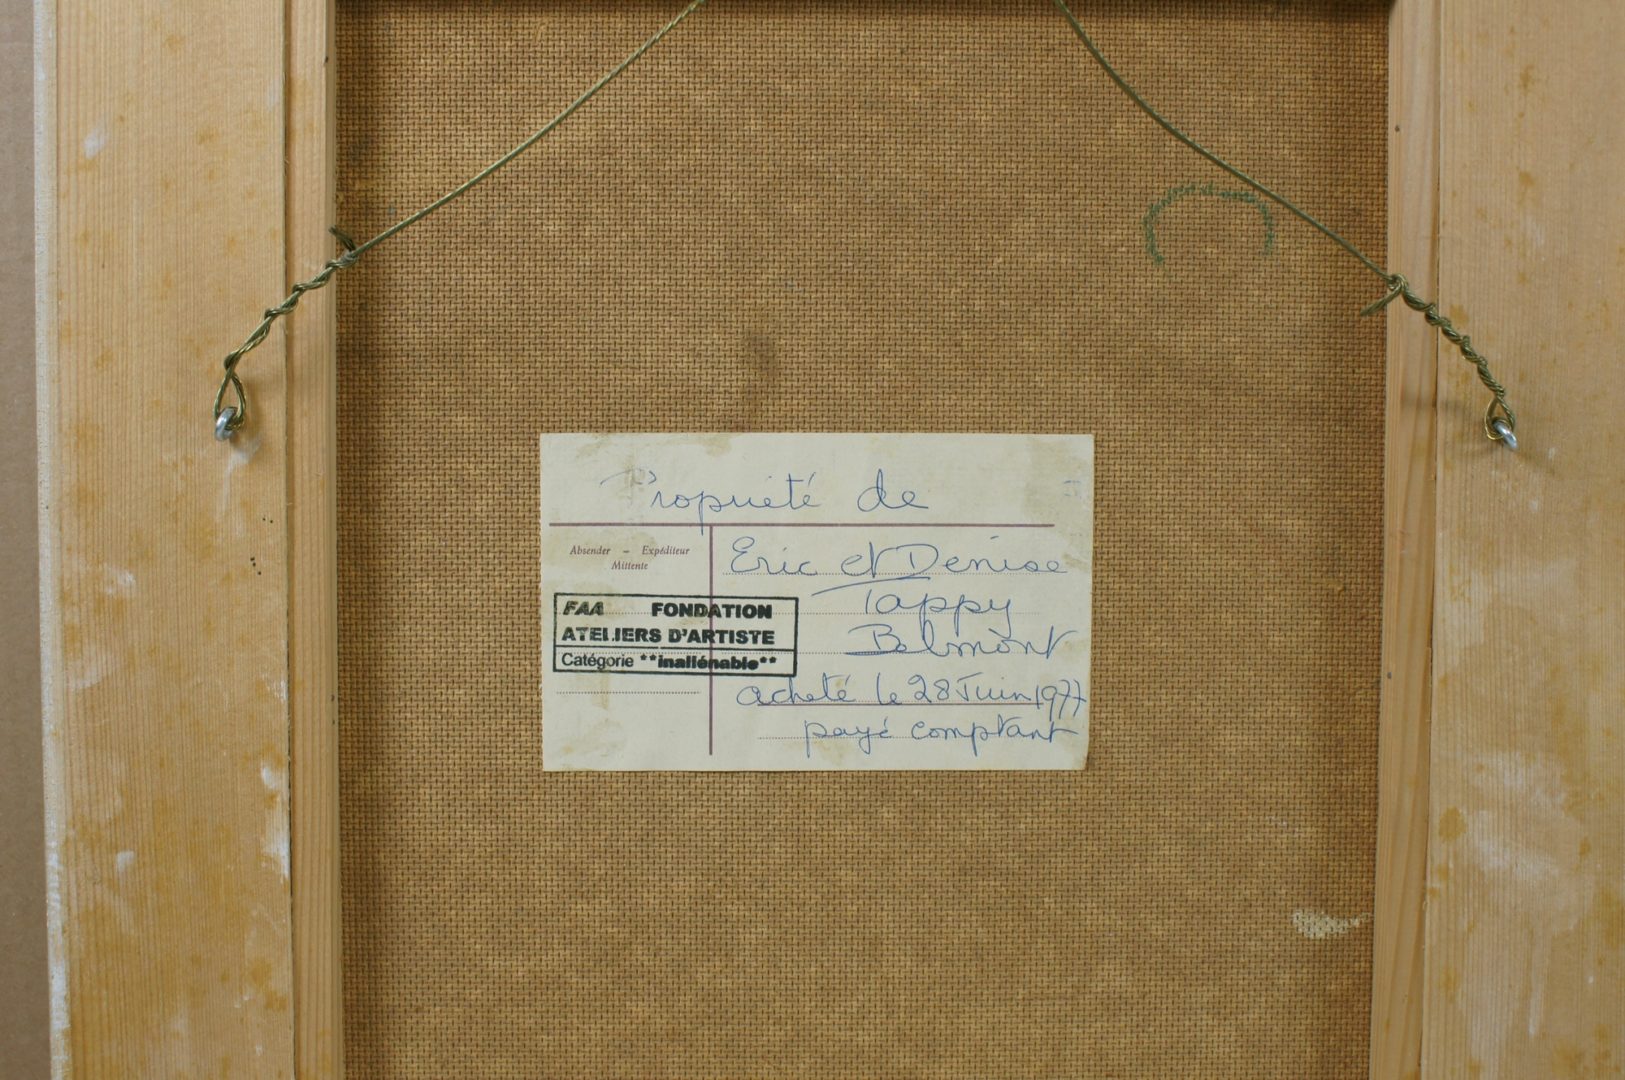 Propriété de
Absender – Expéditeur
Mittente
Eric et Denise
Tappy
Belmont
FAA FONDATION
ATELIERS D'ARTISTE
Catégorie **inaliénable**
acheté le 28 Juin 1977
payé comptant